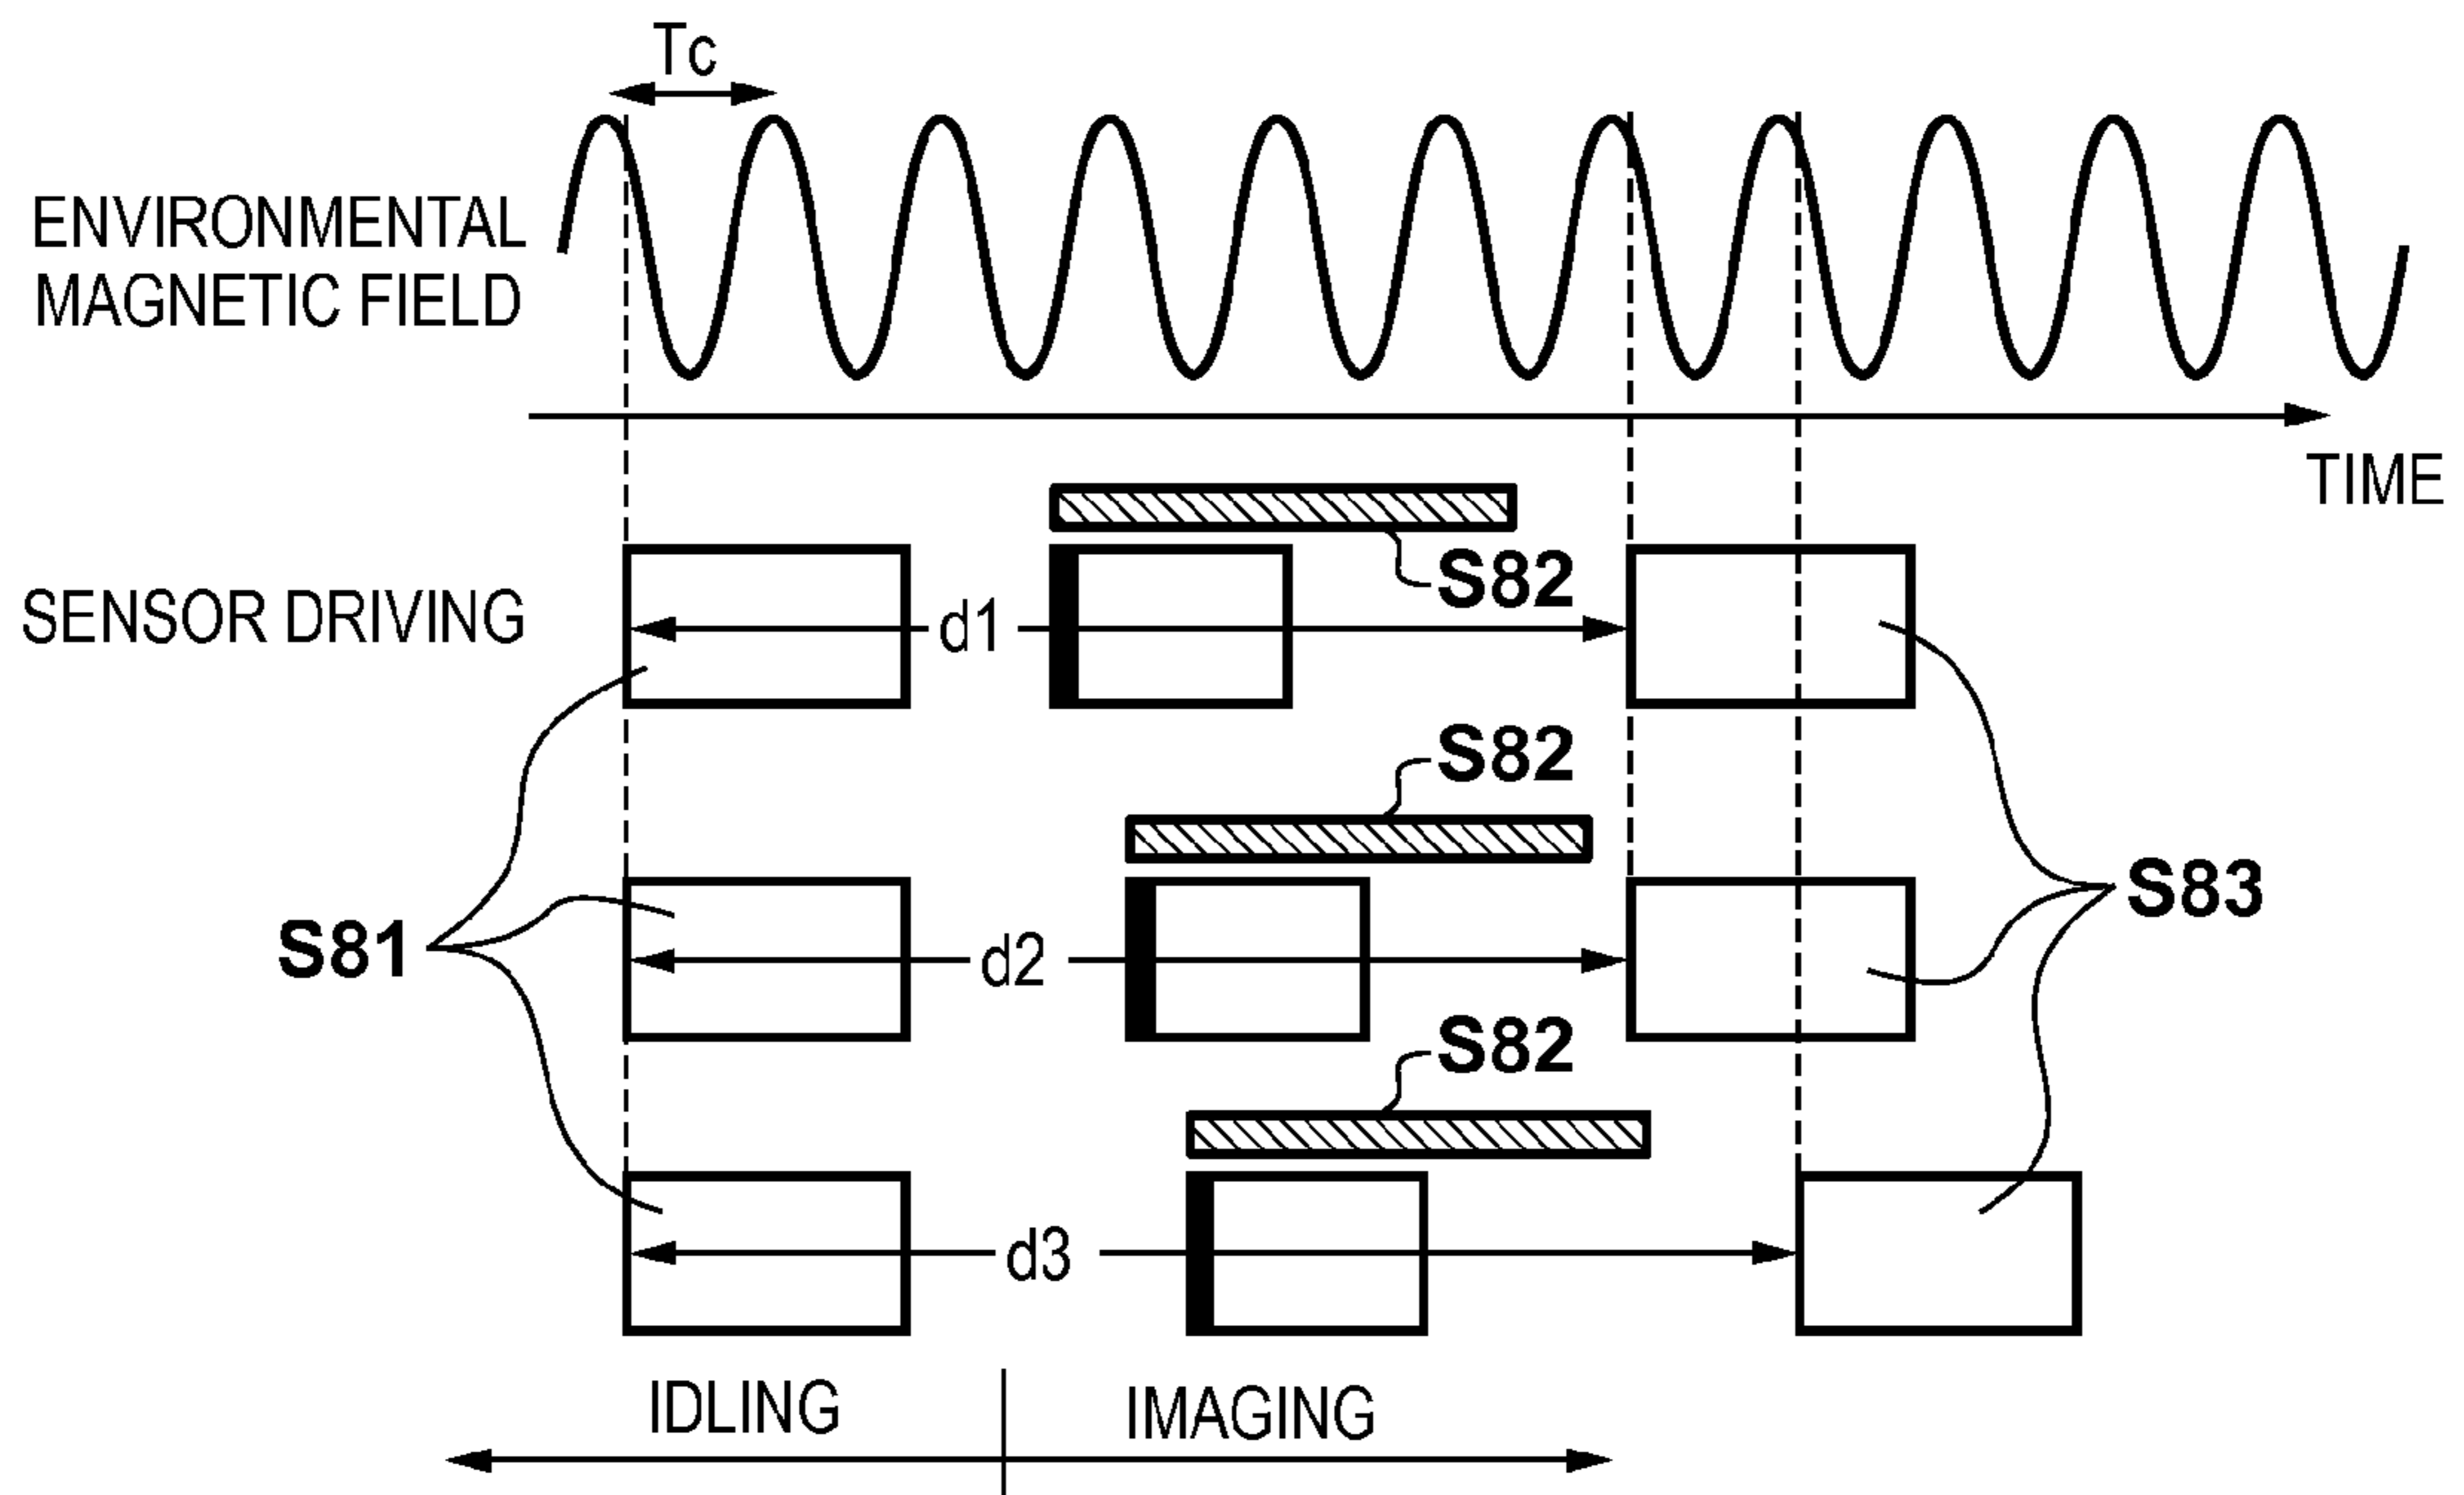 Tc
ENVIRONMENTAL
MAGNETIC FIELD
TIME
S82
SENSOR DRIVING
d1
S82
S83
S81
d2
S82
d3
IDLING
IMAGING